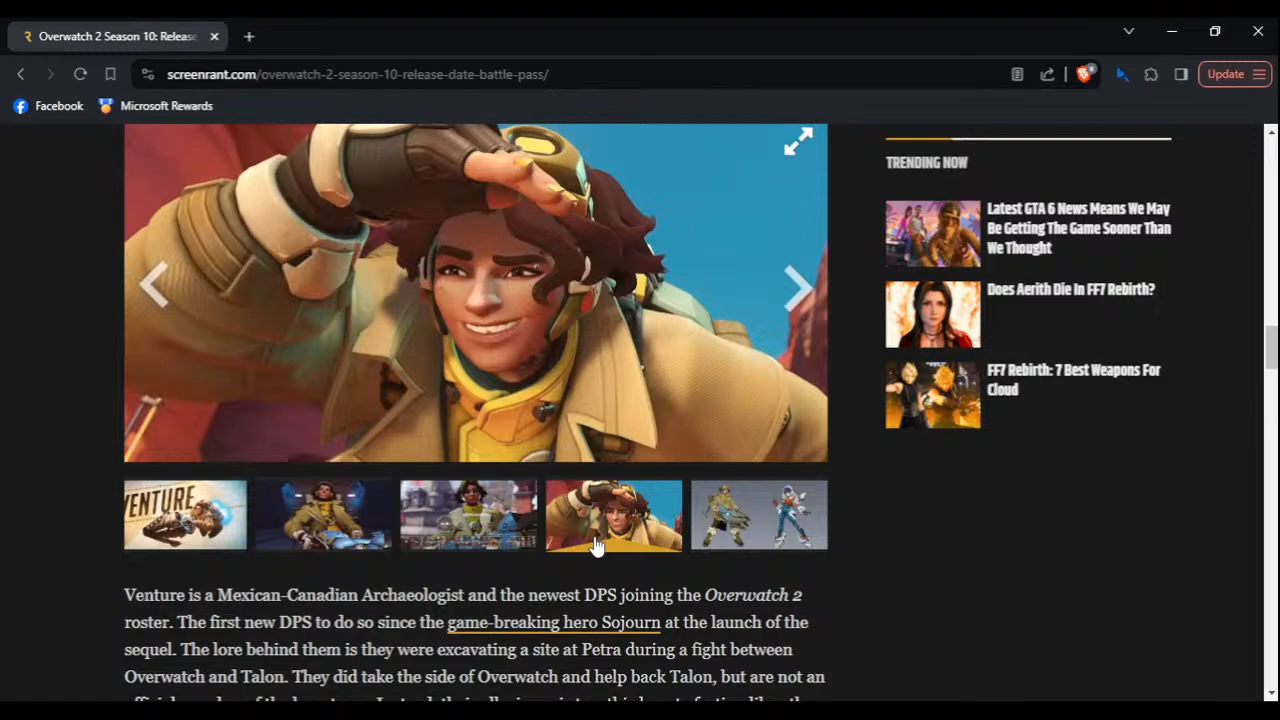 Overwatch 2 Season 10: Releas
screenrant.com/overwatch-2-season-10-release-date-battle-pass/
Update
Facebook
Microsoft Rewards
TRENDING NOW
Latest GTA 6 News Means We May
Be Getting The Game Sooner Than
We Thought
Does Aerith Die In FF7 Rebirth?
FF7 Rebirth: 7 Best Weapons For
Cloud
VENTURE
Venture is a Mexican-Canadian Archaeologist and the newest DPS joining the Overwatch 2
roster. The first new DPS to do so since the game-breaking hero Sojourn at the launch of the
sequel. The lore behind them is they were excavating a site at Petra during a fight between
Overwatch and Talon. They did take the side of Overwatch and help back Talon, but are not an